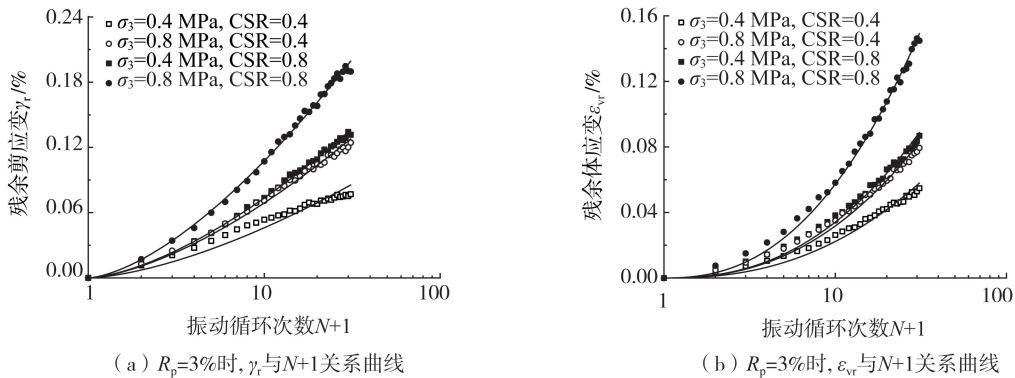 0.24
0.18
0.12
0.06
0.00
残余剪应变γr/%
σ3=0.4 MPa, CSR=0.4
σ3=0.8 MPa, CSR=0.4
σ3=0.4 MPa, CSR=0.8
σ3=0.8 MPa, CSR=0.8
1
10
100
振动循环次数N+1
（a）Rp=3%时, γr与N+1关系曲线
0.16
0.12
0.08
0.04
0.00
残余体应变εvr/%
σ3=0.4 MPa, CSR=0.4
σ3=0.8 MPa, CSR=0.4
σ3=0.4 MPa, CSR=0.8
σ3=0.8 MPa, CSR=0.8
1
10
100
振动循环次数N+1
（b）Rp=3%时, εvr与N+1关系曲线